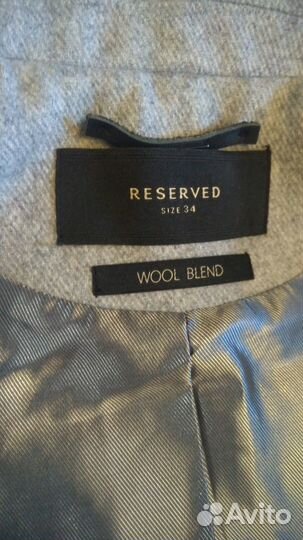 RESERVED
SIZE 34
WOOL BLEND
Avito